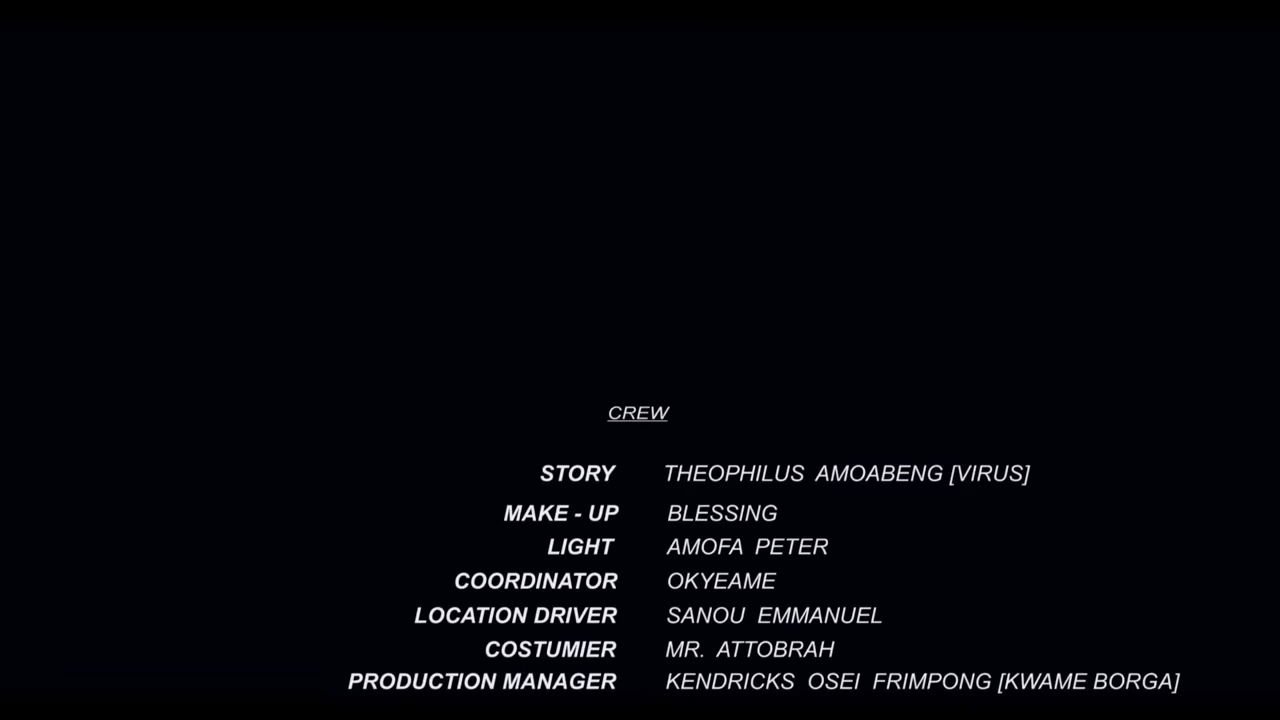 CREW
STORY THEOPHILUS AMOABENG [VIRUS]
MAKE - UP BLESSING
LIGHT AMOFA PETER
COORDINATOR OKYEAME
LOCATION DRIVER SANOU EMMANUEL
COSTUMIER MR. ATTOBRAH
PRODUCTION MANAGER KENDRICKS OSEI FRIMPONG [KWAME BORGA]